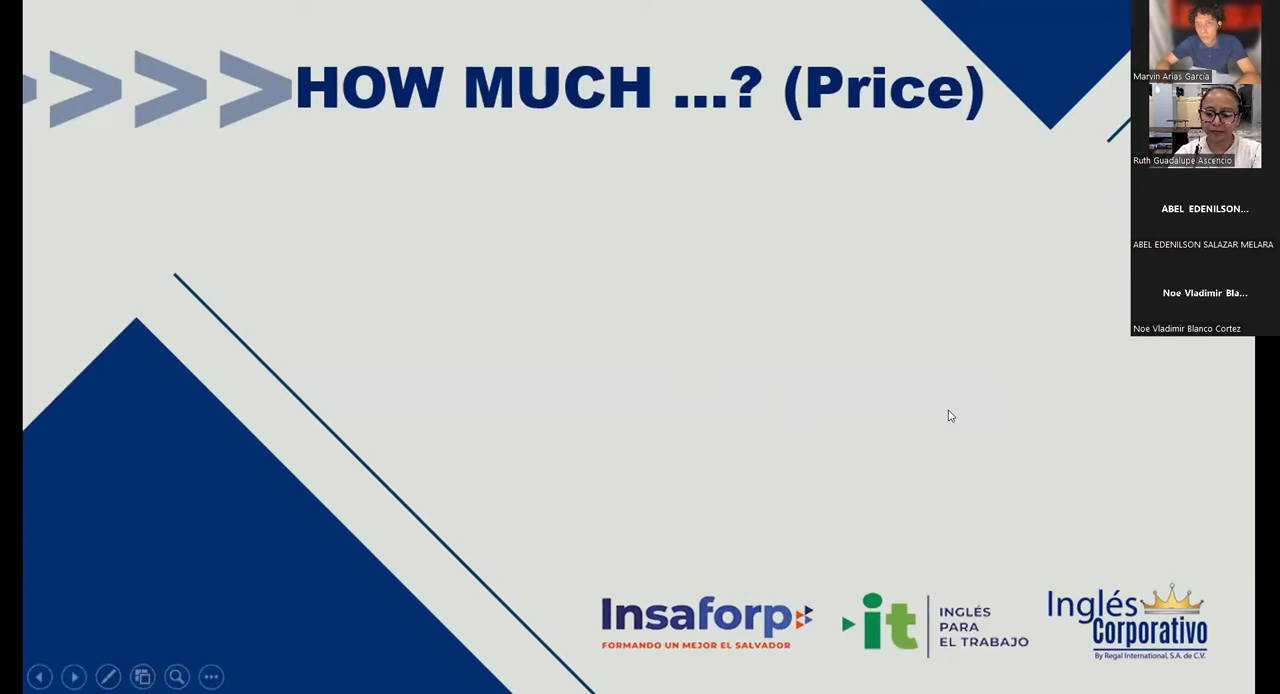 HOW MUCH ...? (Price)
Marvin Arias García
Ruth Guadalupe Ascencio
ABEL EDENILSON...
ABEL EDENILSON SALAZAR MELARA
Noe Vladimir Bla...
Noe Vladimir Blanco Cortez
Insaforp
FORMANDO UN MEJOR EL SALVADOR
it
INGLÉS
PARA
EL TRABAJO
Inglés
Corporativo
By Regal International, S.A. de C.V.